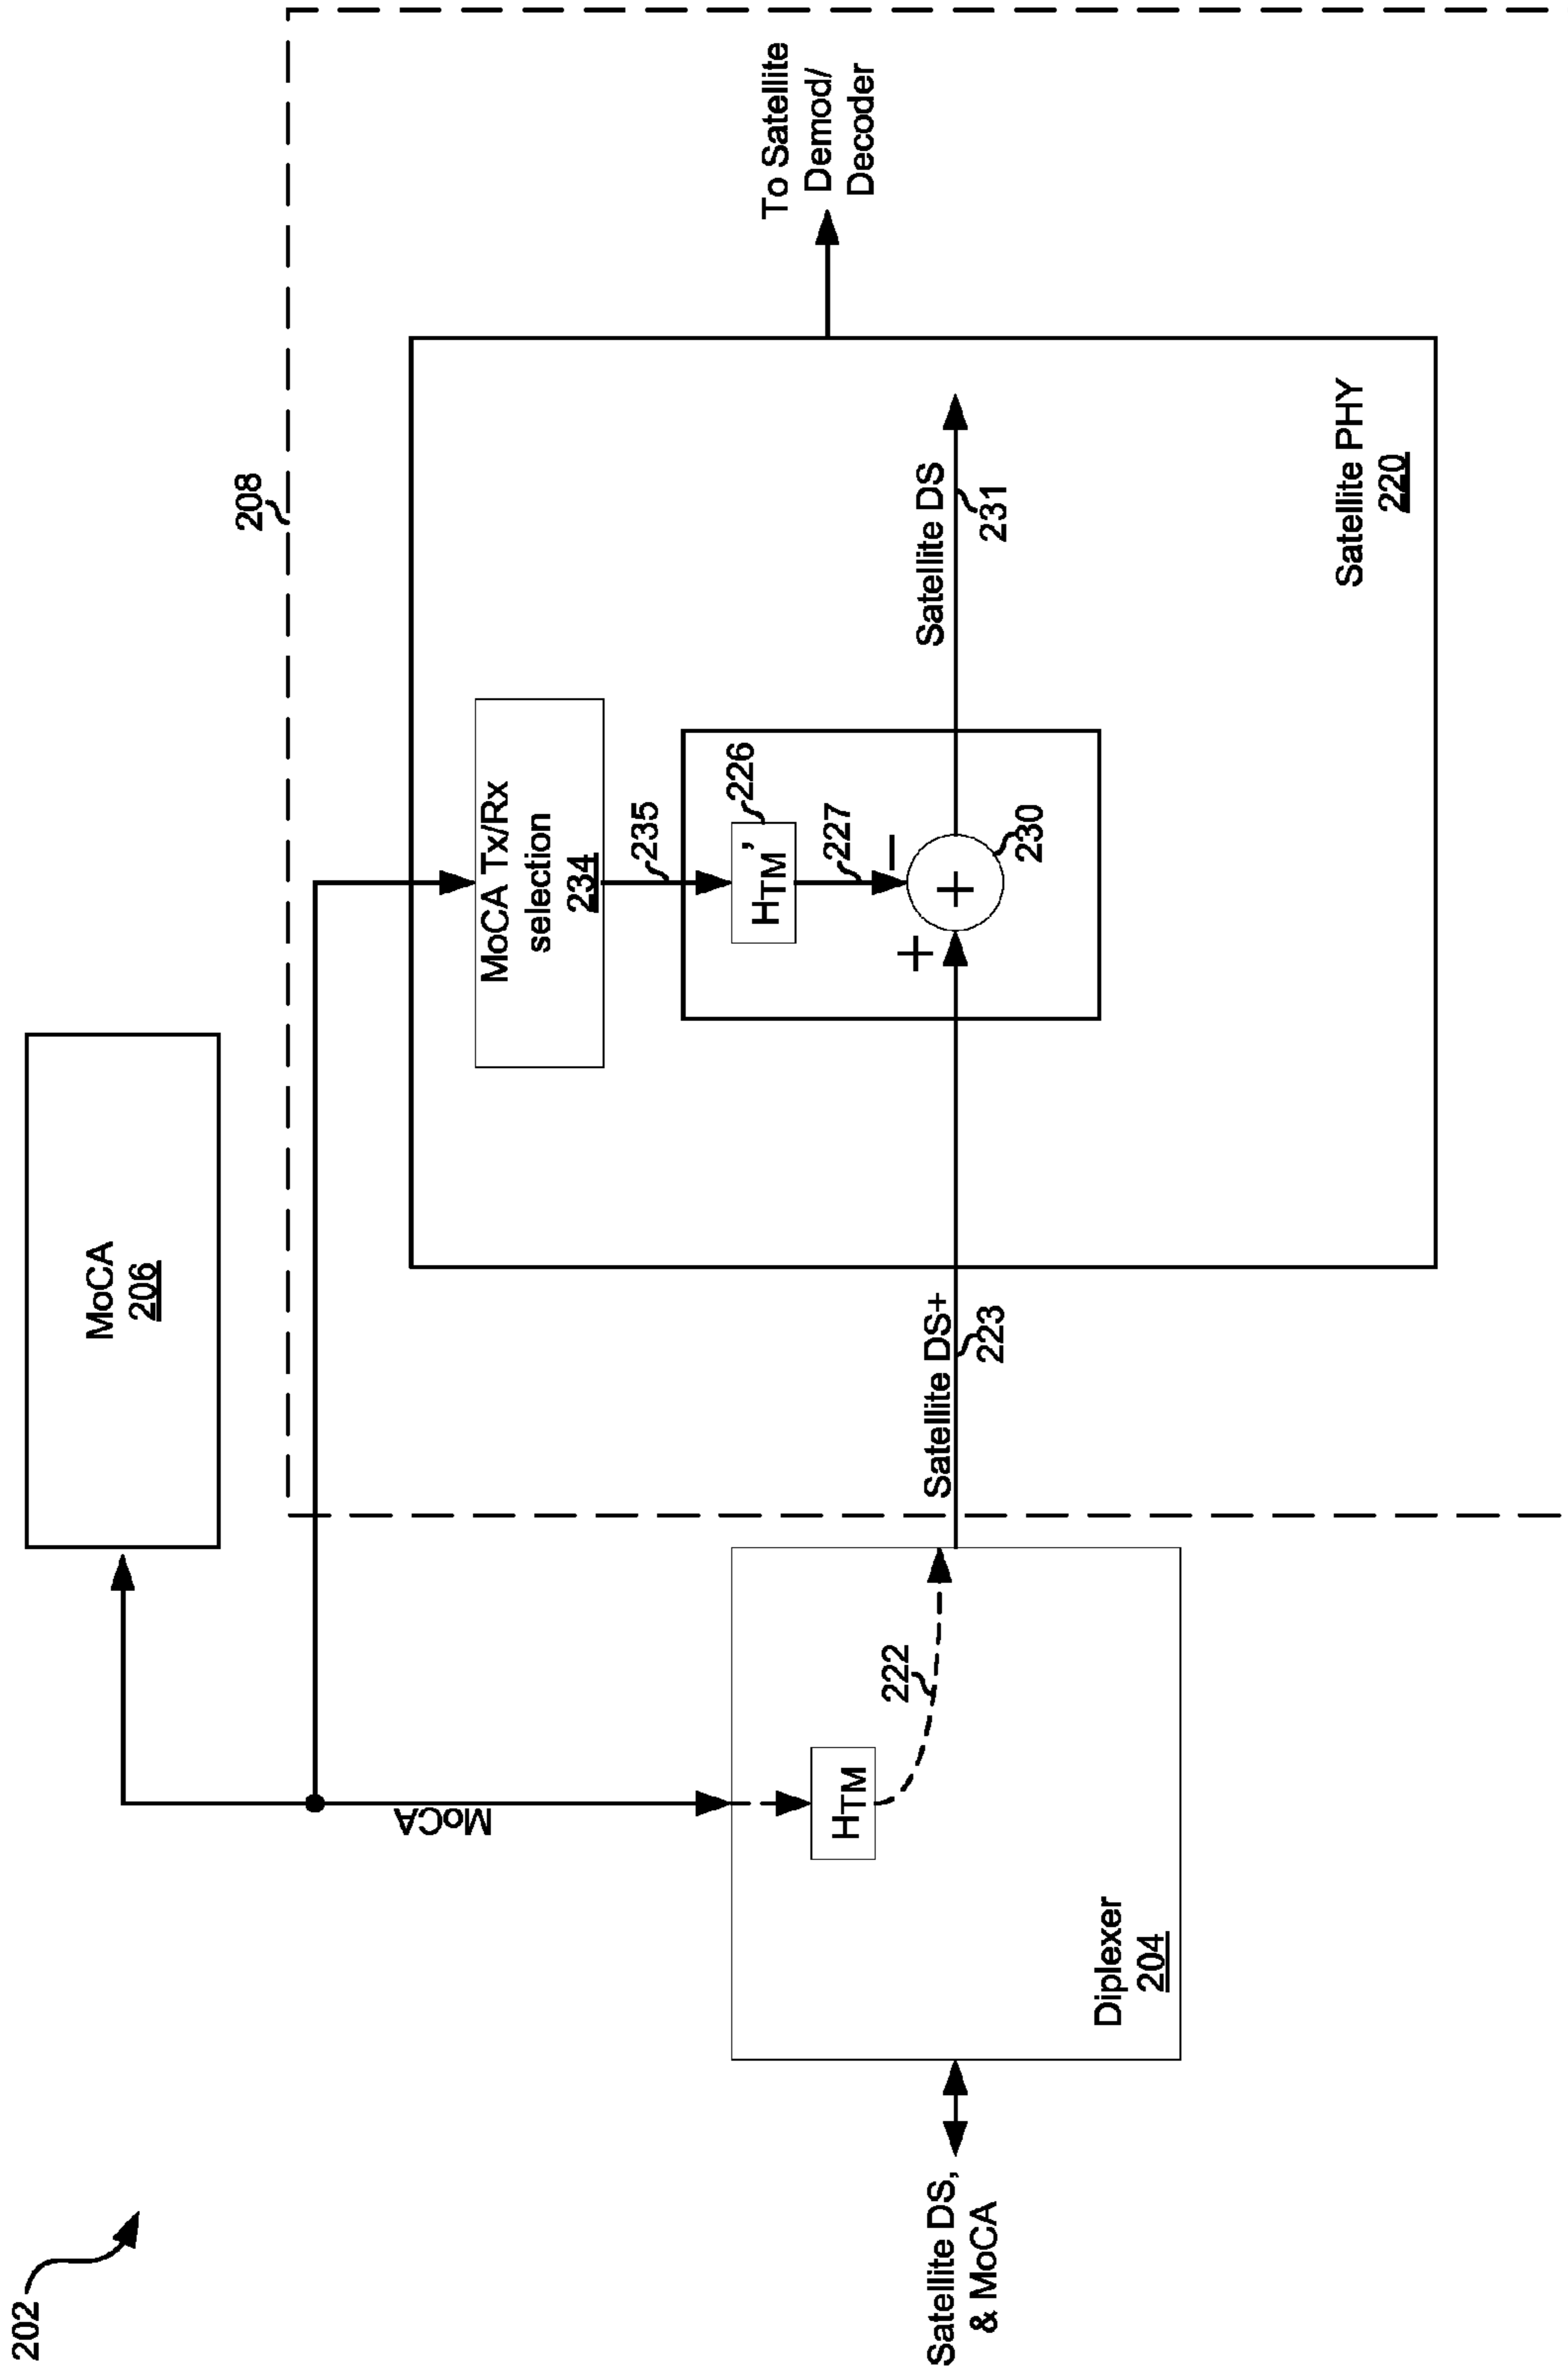 202
MoCA
206
208
MoCA
MoCA Tx/Rx
selection
234
235
HTM’
226
227
−
+
+
230
Satellite DS
231
To Satellite
Demod/
Decoder
Satellite PHY
220
Satellite DS+
223
HTM
222
Diplexer
204
Satellite DS,
& MoCA